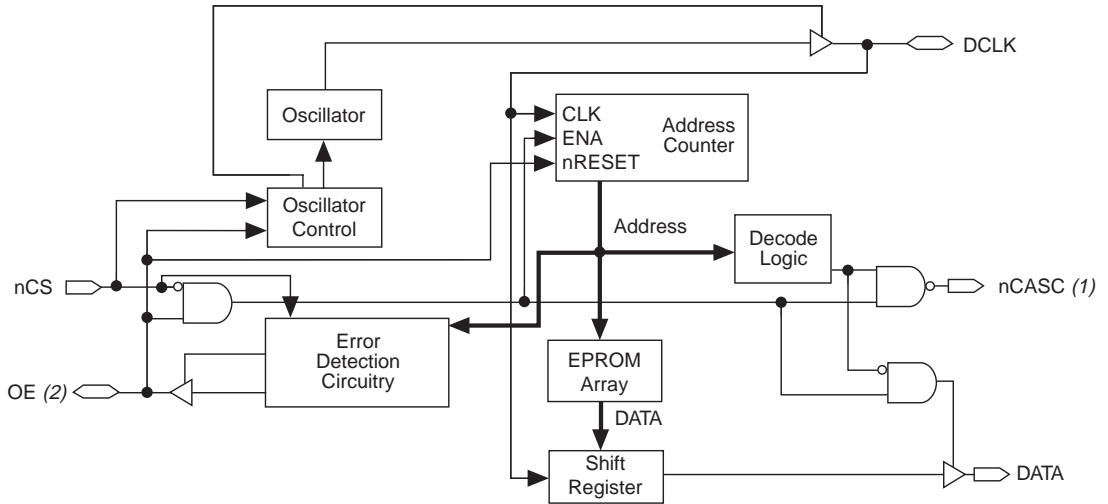 DCLK
Oscillator
CLK
ENA
nRESET
Address
Counter
Oscillator
Control
Address
Decode
Logic
nCS
nCASC (1)
Error
Detection
Circuitry
EPROM
Array
OE (2)
DATA
Shift
Register
DATA